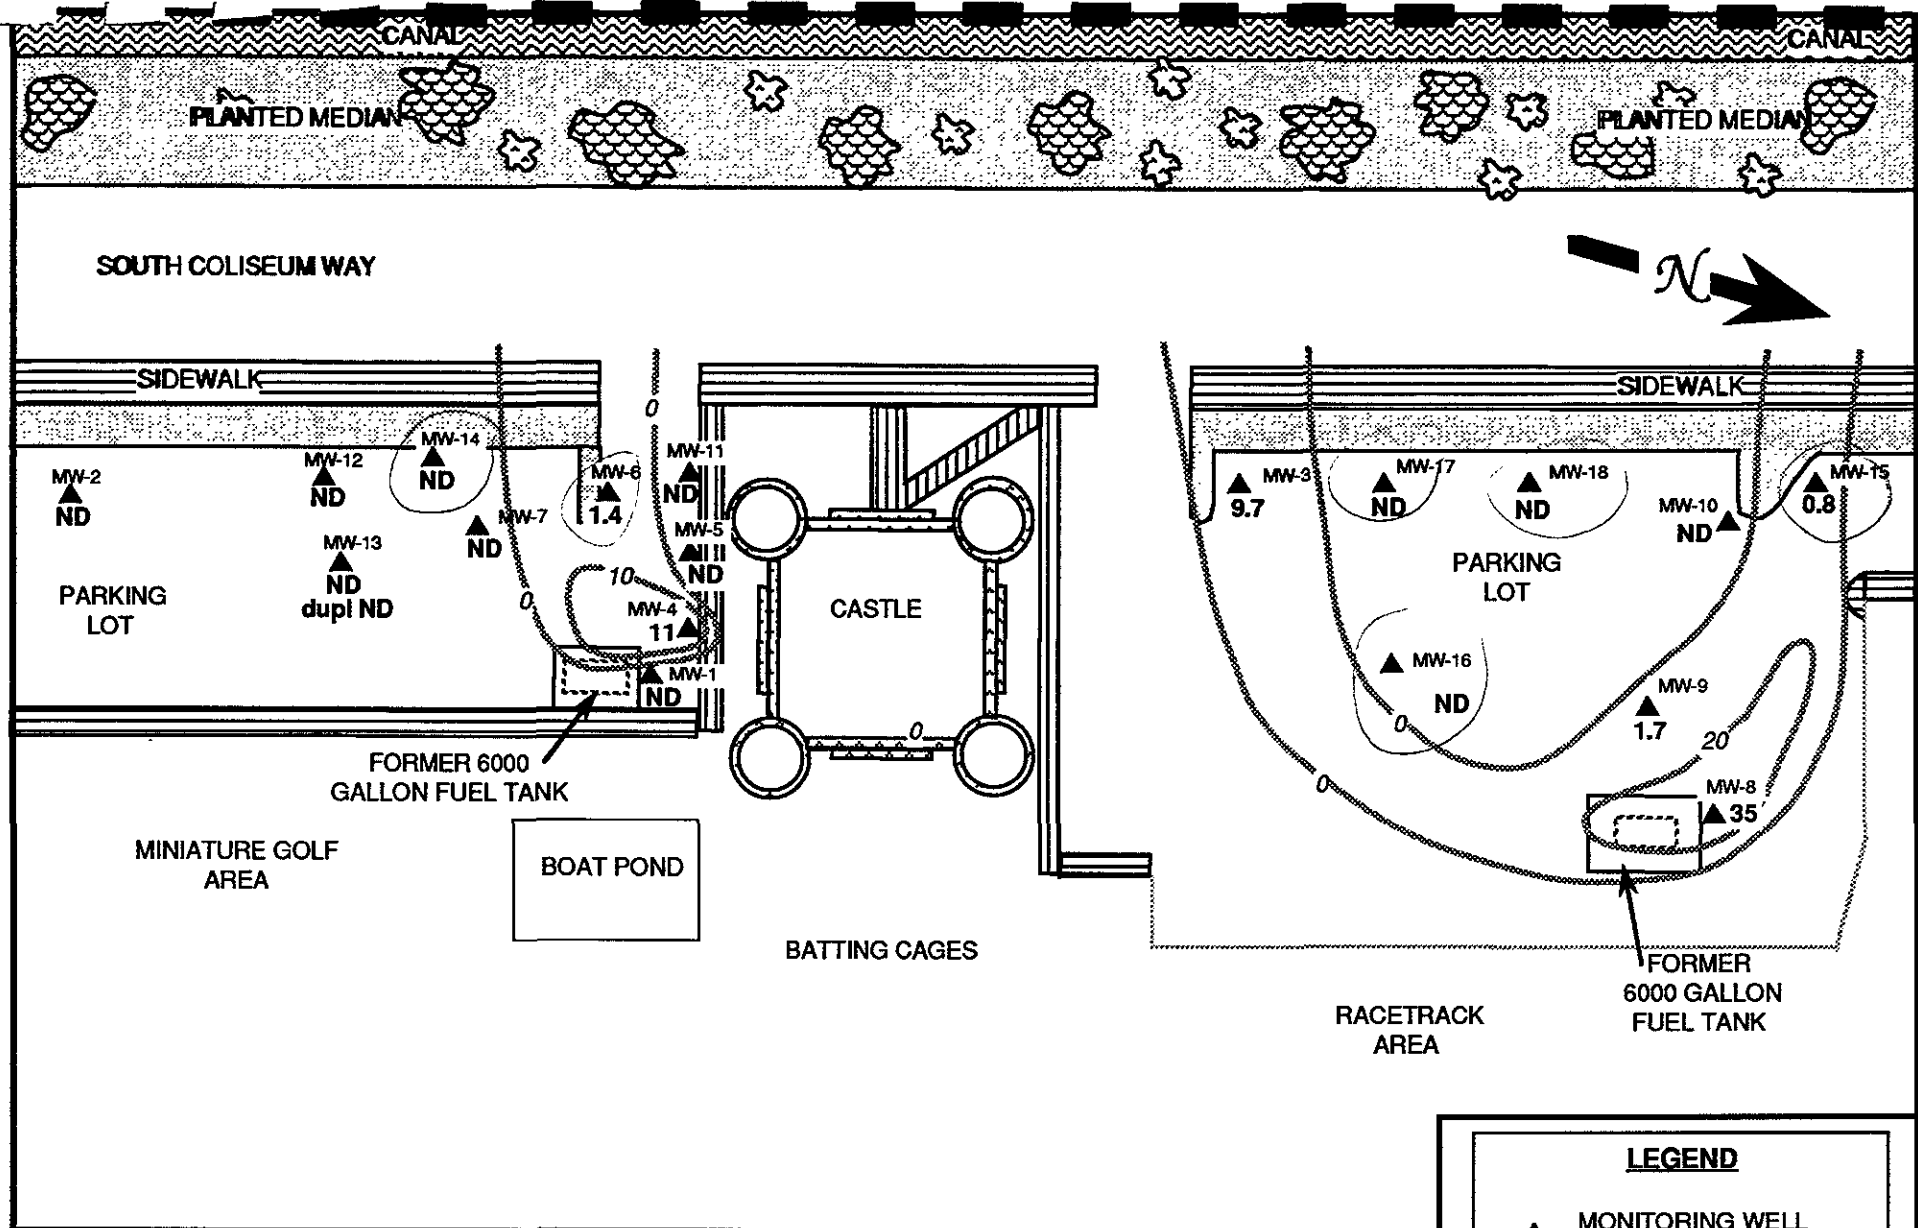 CANAL
CANAL
PLANTED MEDIAN
PLANTED MEDIAN
SOUTH COLISEUM WAY
N
SIDEWALK
SIDEWALK
0
MW-14
ND
MW-12
ND
MW-2
ND
MW-7
ND
MW-13
ND
dupl ND
MW-6
1.4
MW-11
ND
MW-5
ND
10
0
MW-4
11
MW-1
ND
PARKING
LOT
CASTLE
0
MW-3
9.7
MW-17
ND
MW-18
ND
MW-10
ND
MW-15
0.8
PARKING
LOT
MW-16
ND
0
MW-9
1.7
20
0
MW-8
35
FORMER 6000
GALLON FUEL TANK
MINIATURE GOLF
AREA
BOAT POND
BATTING CAGES
RACETRACK
AREA
FORMER
6000 GALLON
FUEL TANK
LEGEND
MONITORING WELL